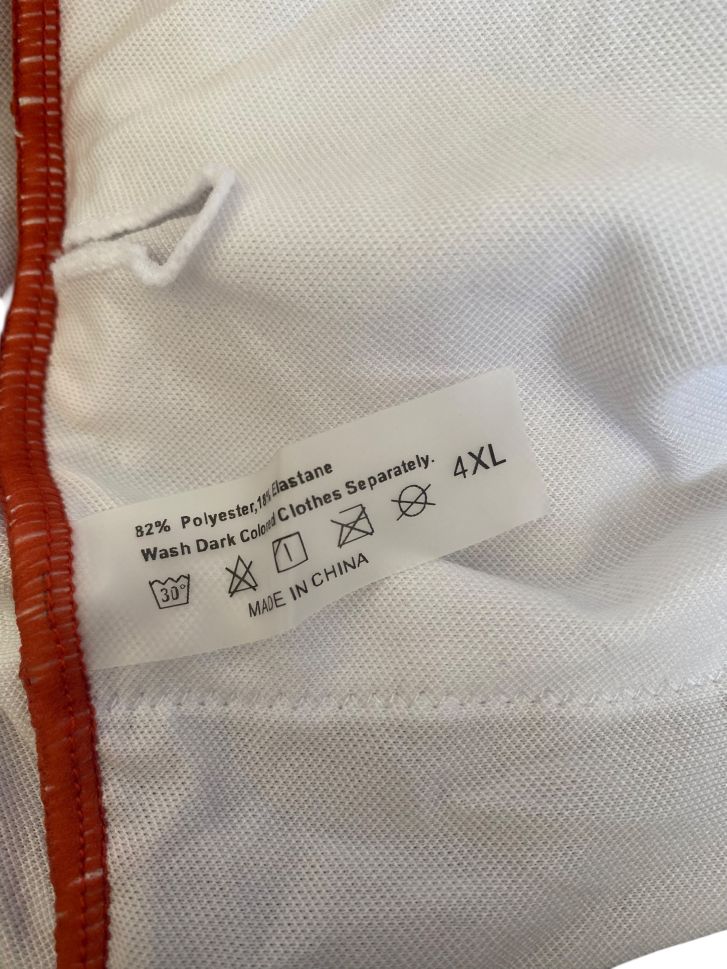 82% Polyester,18% Elastane
Wash Dark Colored Clothes Separately.
30°
4XL
MADE IN CHINA